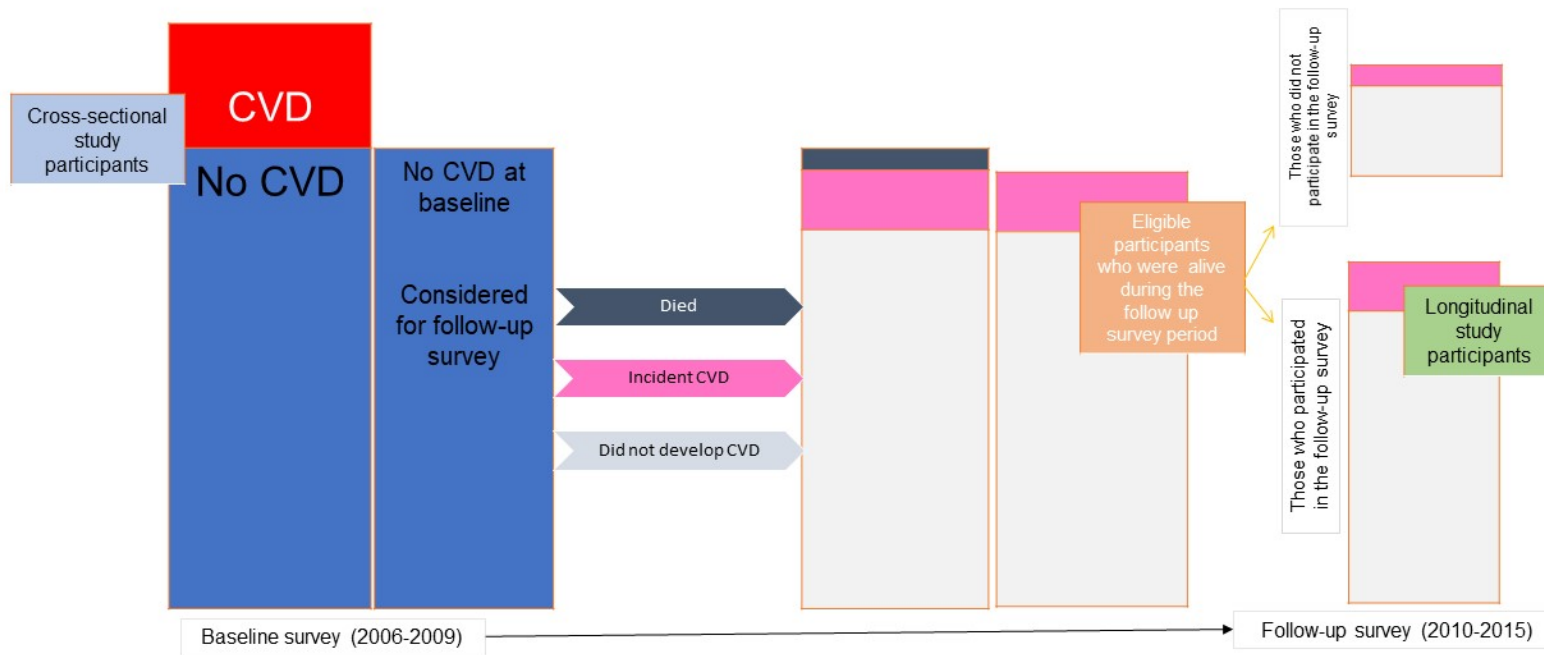 CVD
Cross-sectional
study
participants
No CVD
No CVD at
baseline
Considered
for follow-up
survey
Died
Incident CVD
Did not develop CVD
Eligible
participants
who were alive
during the
follow up
survey period
Those who did not
participate in the follow-up
survey
Those who participated
in the follow-up survey
Longitudinal
study
participants
Baseline survey (2006-2009)
Follow-up survey (2010-2015)